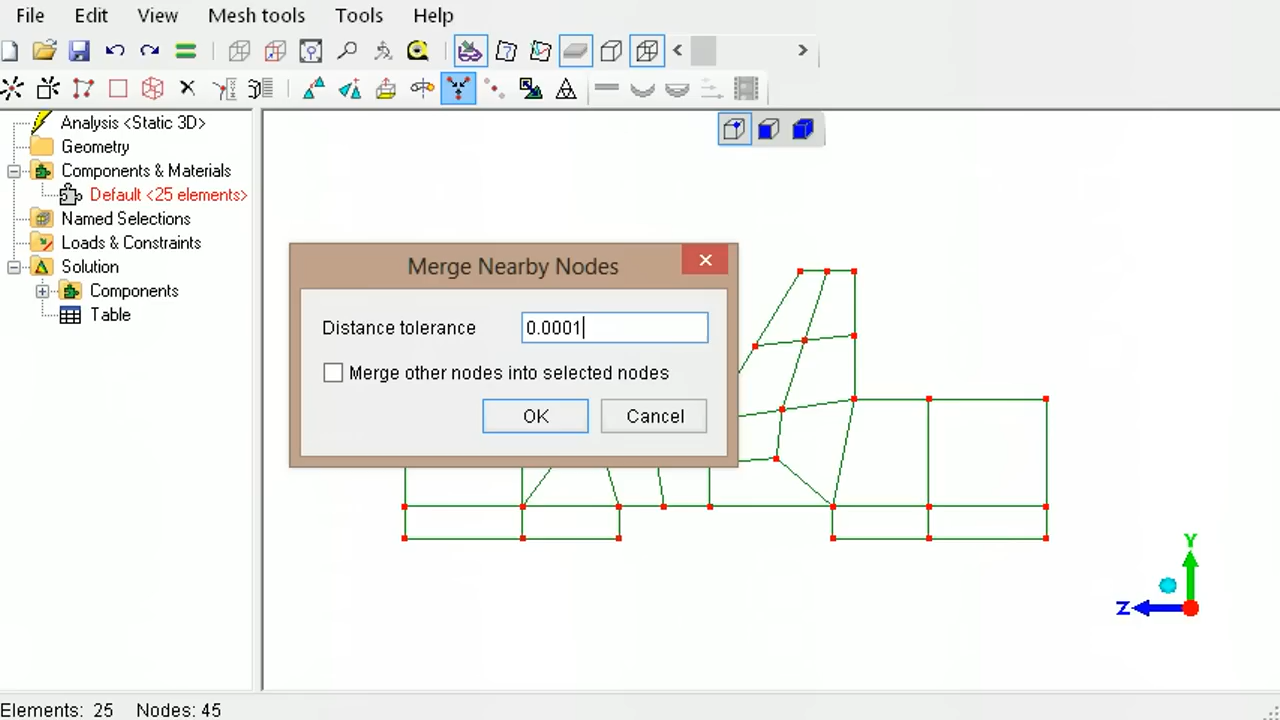 File Edit View Mesh tools Tools Help
Analysis <Static 3D>
Geometry
Components & Materials
Default <25 elements>
Named Selections
Loads & Constraints
Solution
Components
Table
Merge Nearby Nodes
Distance tolerance 0.0001
Merge other nodes into selected nodes
OK Cancel
Y
Z
Elements: 25 Nodes: 45